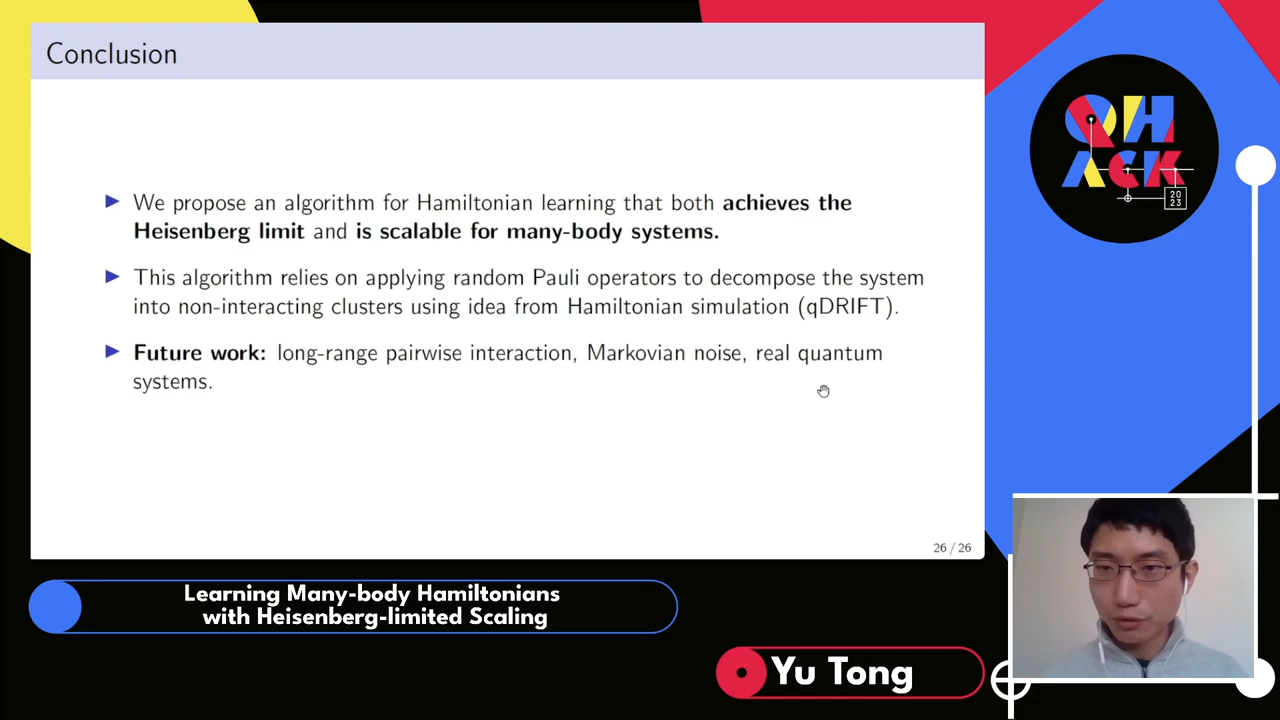 Conclusion
▶ We propose an algorithm for Hamiltonian learning that both achieves the
Heisenberg limit and is scalable for many-body systems.
▶ This algorithm relies on applying random Pauli operators to decompose the system
into non-interacting clusters using idea from Hamiltonian simulation (qDRIFT).
▶ Future work: long-range pairwise interaction, Markovian noise, real quantum
systems.
26 / 26
QH
ACK
20
23
Learning Many-body Hamiltonians
with Heisenberg-limited Scaling
Yu Tong